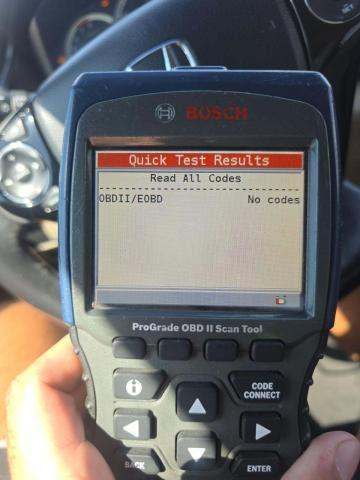 BOSCH
Quick Test Results
Read All Codes
OBDII/EOBD No codes
ProGrade OBD II Scan Tool
i
CODE
CONNECT
BACK
ENTER